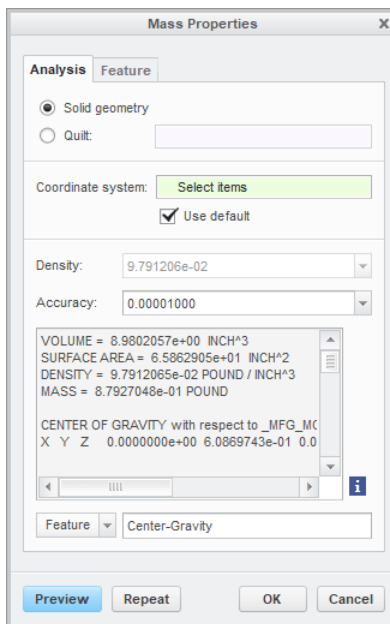 Mass Properties
x
Analysis
Feature
Solid geometry
Quilt:
Coordinate system:
Select items
Use default
Density:
9.791206e-02
Accuracy:
0.00001000
VOLUME = 8.9802057e+00 INCH^3
SURFACE AREA = 6.5862905e+01 INCH^2
DENSITY = 9.7912065e-02 POUND / INCH^3
MASS = 8.7927048e-01 POUND
CENTER OF GRAVITY with respect to _MFG_MO
X Y Z 0.0000000e+00 6.0869743e-01 0.0
i
Feature
Center-Gravity
Preview
Repeat
OK
Cancel